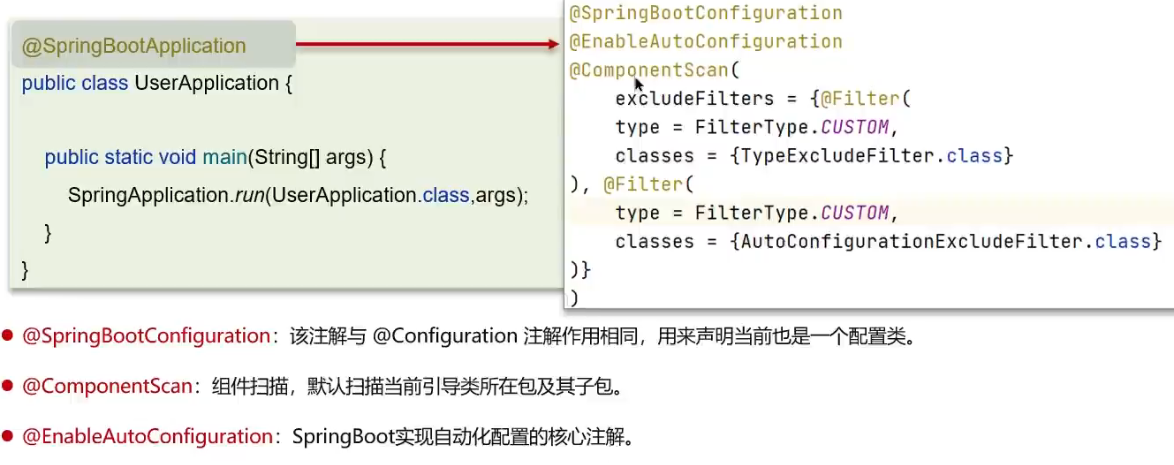 @SpringBootApplication
public class UserApplication {
public static void main(String[] args) {
SpringApplication.run(UserApplication.class,args);
}
}
@SpringBootConfiguration
@EnableAutoConfiguration
@ComponentScan(
excludeFilters = {@Filter(
type = FilterType.CUSTOM,
classes = {TypeExcludeFilter.class}
), @Filter(
type = FilterType.CUSTOM,
classes = {AutoConfigurationExcludeFilter.class}
)}
)
● @SpringBootConfiguration：该注解与 @Configuration 注解作用相同，用来声明当前也是一个配置类。
● @ComponentScan：组件扫描，默认扫描当前引导类所在包及其子包。
● @EnableAutoConfiguration：SpringBoot实现自动化配置的核心注解。